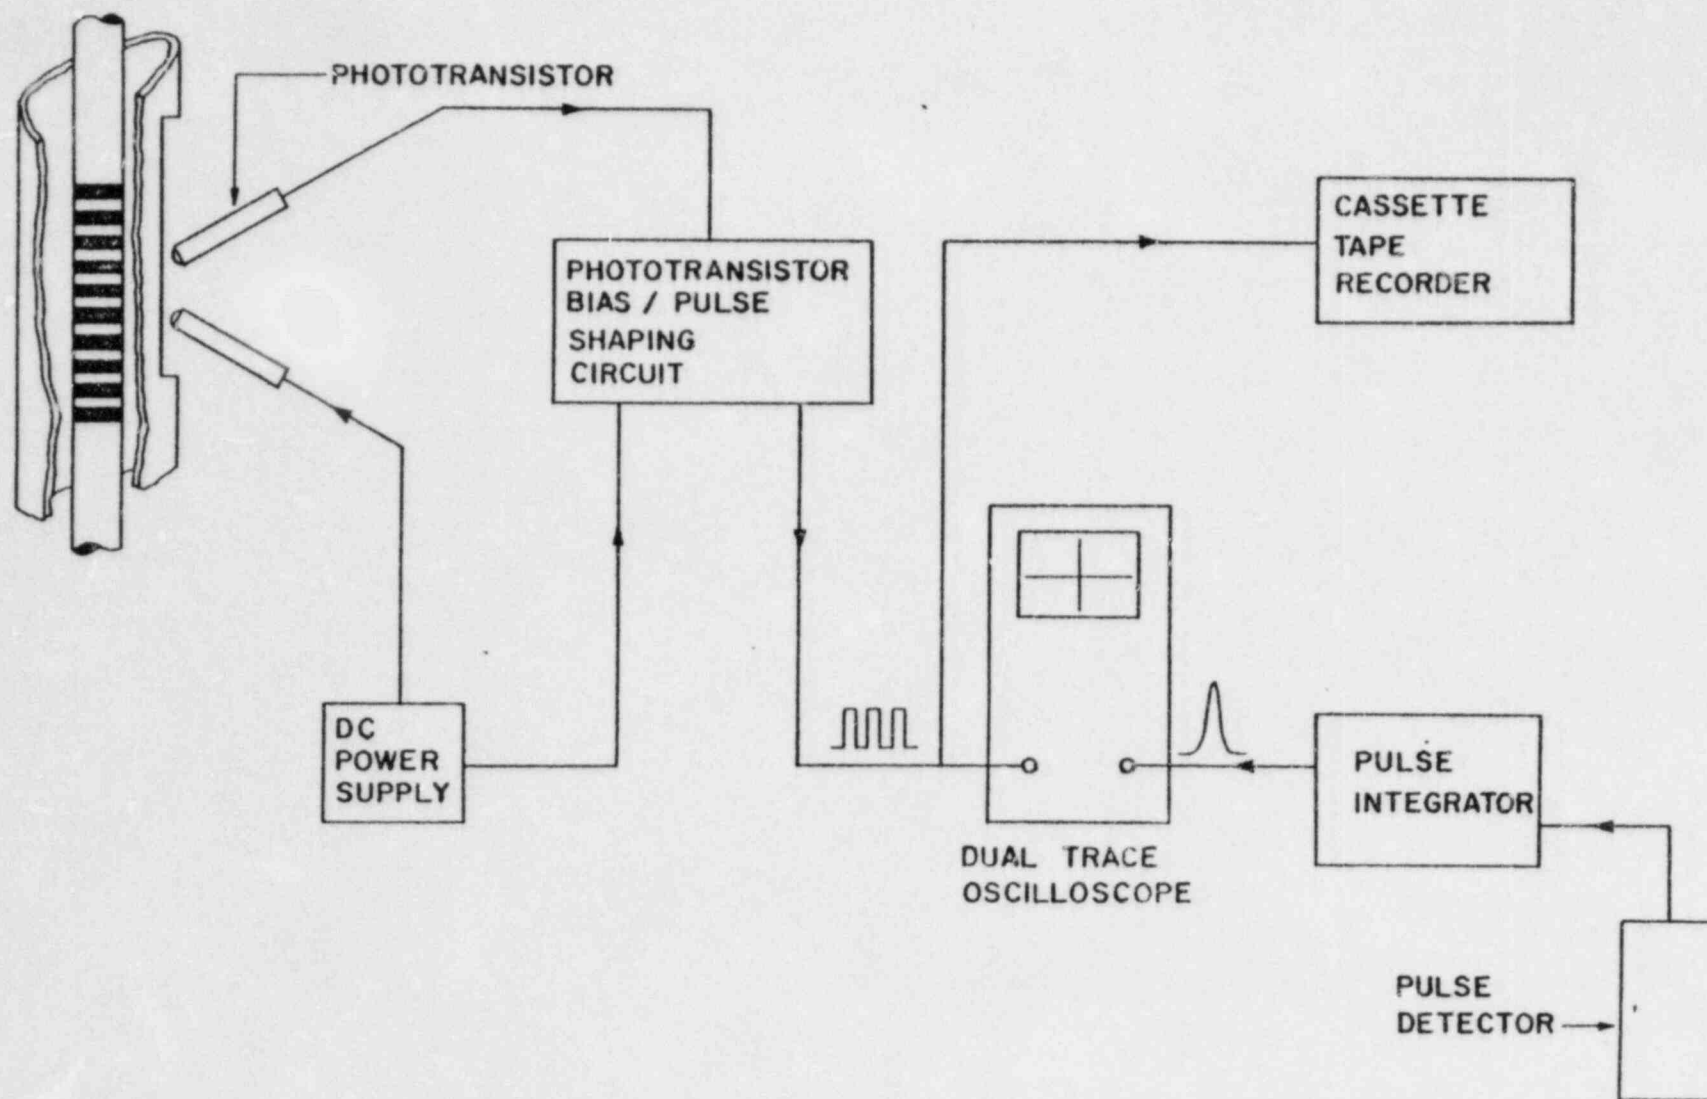 PHOTOTRANSISTOR
PHOTOTRANSISTOR
BIAS / PULSE
SHAPING
CIRCUIT
CASSETTE
TAPE
RECORDER
DC
POWER
SUPPLY
DUAL TRACE
OSCILLOSCOPE
PULSE
INTEGRATOR
PULSE
DETECTOR